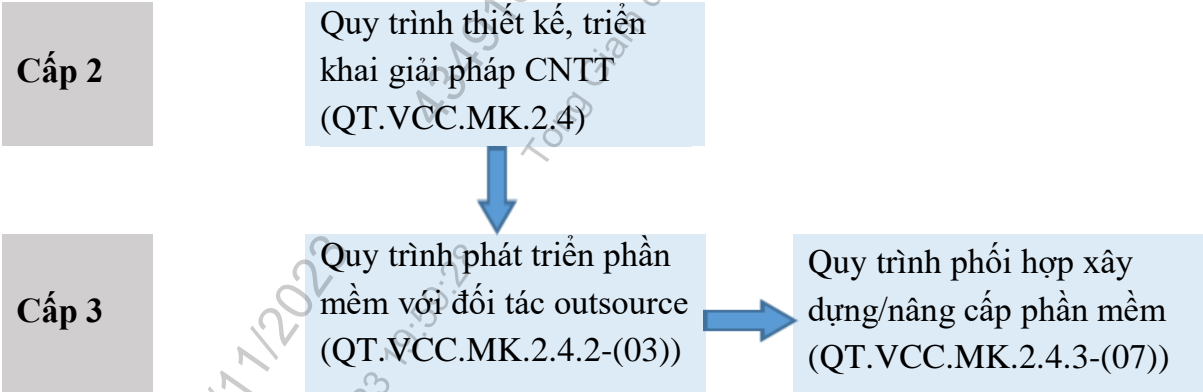 Cấp 2
Quy trình thiết kế, triển
khai giải pháp CNTT
(QT.VCC.MK.2.4)
Cấp 3
Quy trình phát triển phần
mềm với đối tác outsource
(QT.VCC.MK.2.4.2-(03))
Quy trình phối hợp xây
dựng/nâng cấp phần mềm
(QT.VCC.MK.2.4.3-(07))